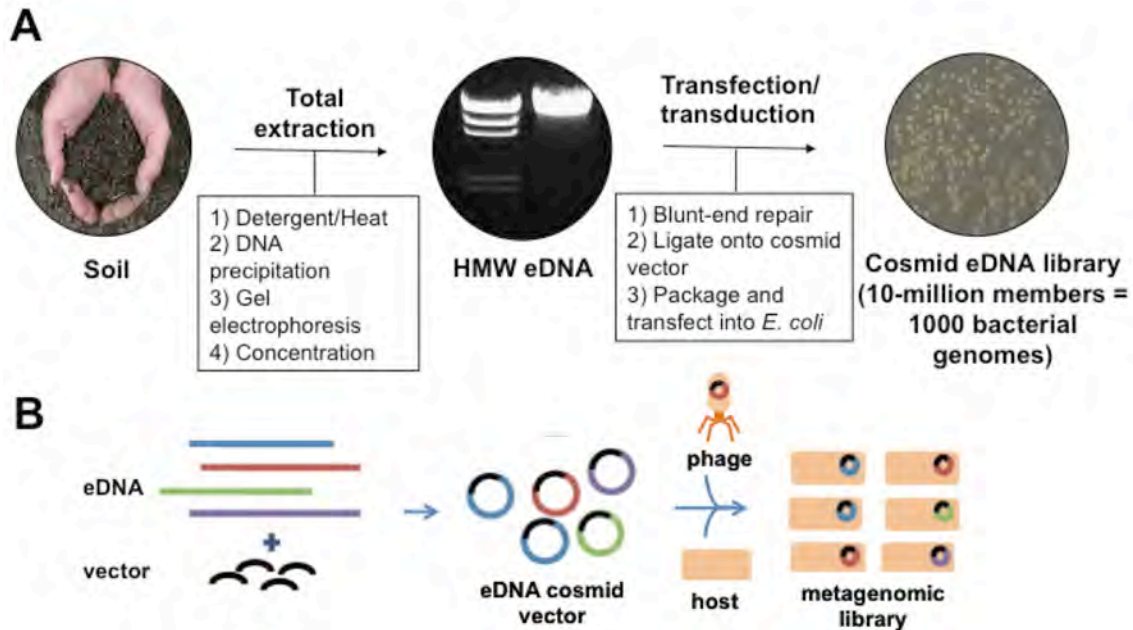 A
Total
extraction
Transfection/
transduction
1) Detergent/Heat
2) DNA
precipitation
3) Gel
electrophoresis
4) Concentration
1) Blunt-end repair
2) Ligate onto cosmid
vector
3) Package and
transfect into E. coli
Soil
HMW eDNA
Cosmid eDNA library
(10-million members =
1000 bacterial
genomes)
B
eDNA
+
vector
eDNA cosmid
vector
phage
host
metagenomic
library